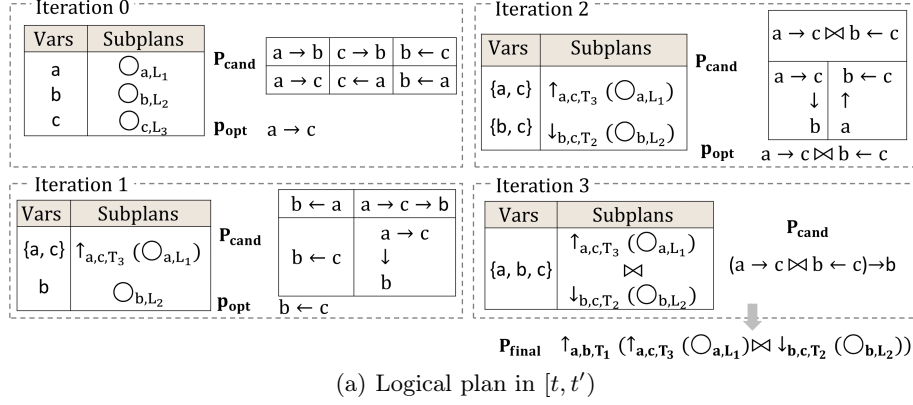 Iteration 0
Vars Subplans
a ◯a,L₁
b ◯b,L₂
c ◯c,L₃
Pcand
a → b c → b b ← c
a → c c ← a b ← a
popt a → c
Iteration 1
Vars Subplans
{a, c} ↑a,c,T₃ (◯a,L₁)
b ◯b,L₂
Pcand
b ← a a → c → b
b ← c a → c
↓
b
popt b ← c
Iteration 2
Vars Subplans
{a, c} ↑a,c,T₃ (◯a,L₁)
{b, c} ↓b,c,T₂ (◯b,L₂)
Pcand
a → c ⋈ b ← c
a → c b ← c
↓ ↑
b a
popt a → c ⋈ b ← c
Iteration 3
Vars Subplans
{a, b, c} ↑a,c,T₃ (◯a,L₁)
⋈
↓b,c,T₂ (◯b,L₂)
Pcand
(a → c ⋈ b ← c)→b
Pfinal ↑a,b,T₁ (↑a,c,T₃ (◯a,L₁)⋈ ↓b,c,T₂ (◯b,L₂))
(a) Logical plan in [t, t′)